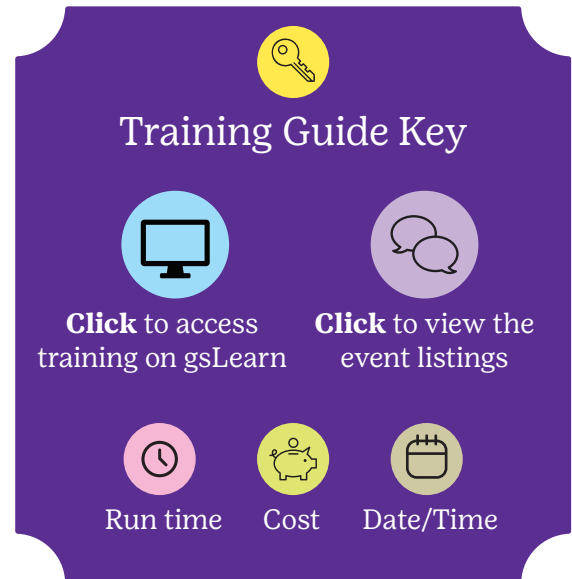 Training Guide Key
Click to access
training on gsLearn
Click to view the
event listings
Run time
Cost
Date/Time